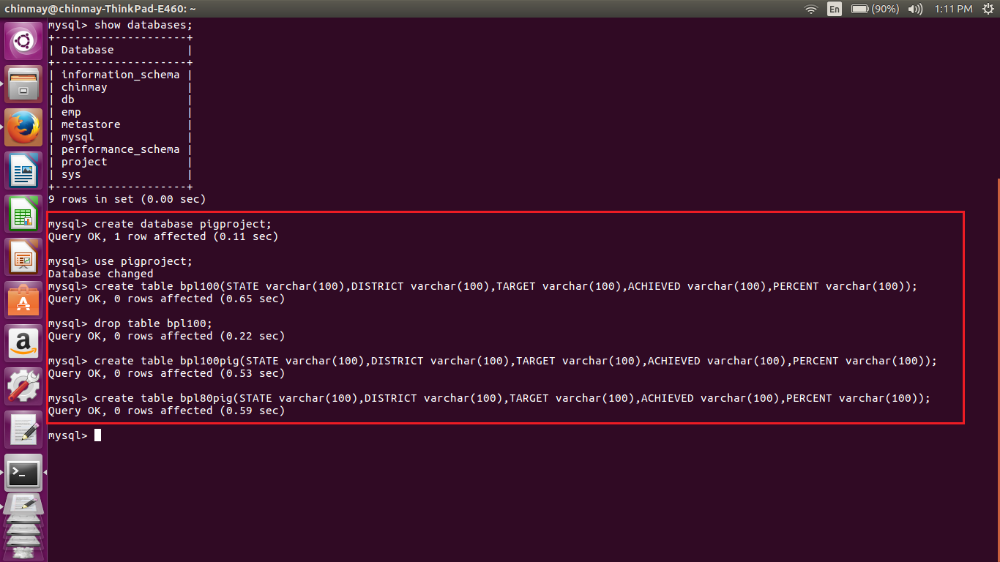 chinmay@chinmay-ThinkPad-E460: ~
En (90%) 1:11 PM
mysql> show databases;
+--------------------+
| Database           |
+--------------------+
| information_schema |
| chinmay            |
| db                 |
| emp                |
| metastore          |
| mysql              |
| performance_schema |
| project            |
| sys                |
+--------------------+
9 rows in set (0.00 sec)
mysql> create database pigproject;
Query OK, 1 row affected (0.11 sec)
mysql> use pigproject;
Database changed
mysql> create table bpl100(STATE varchar(100),DISTRICT varchar(100),TARGET varchar(100),ACHIEVED varchar(100),PERCENT varchar(100));
Query OK, 0 rows affected (0.65 sec)
mysql> drop table bpl100;
Query OK, 0 rows affected (0.22 sec)
mysql> create table bpl100pig(STATE varchar(100),DISTRICT varchar(100),TARGET varchar(100),ACHIEVED varchar(100),PERCENT varchar(100));
Query OK, 0 rows affected (0.53 sec)
mysql> create table bpl80pig(STATE varchar(100),DISTRICT varchar(100),TARGET varchar(100),ACHIEVED varchar(100),PERCENT varchar(100));
Query OK, 0 rows affected (0.59 sec)
mysql>